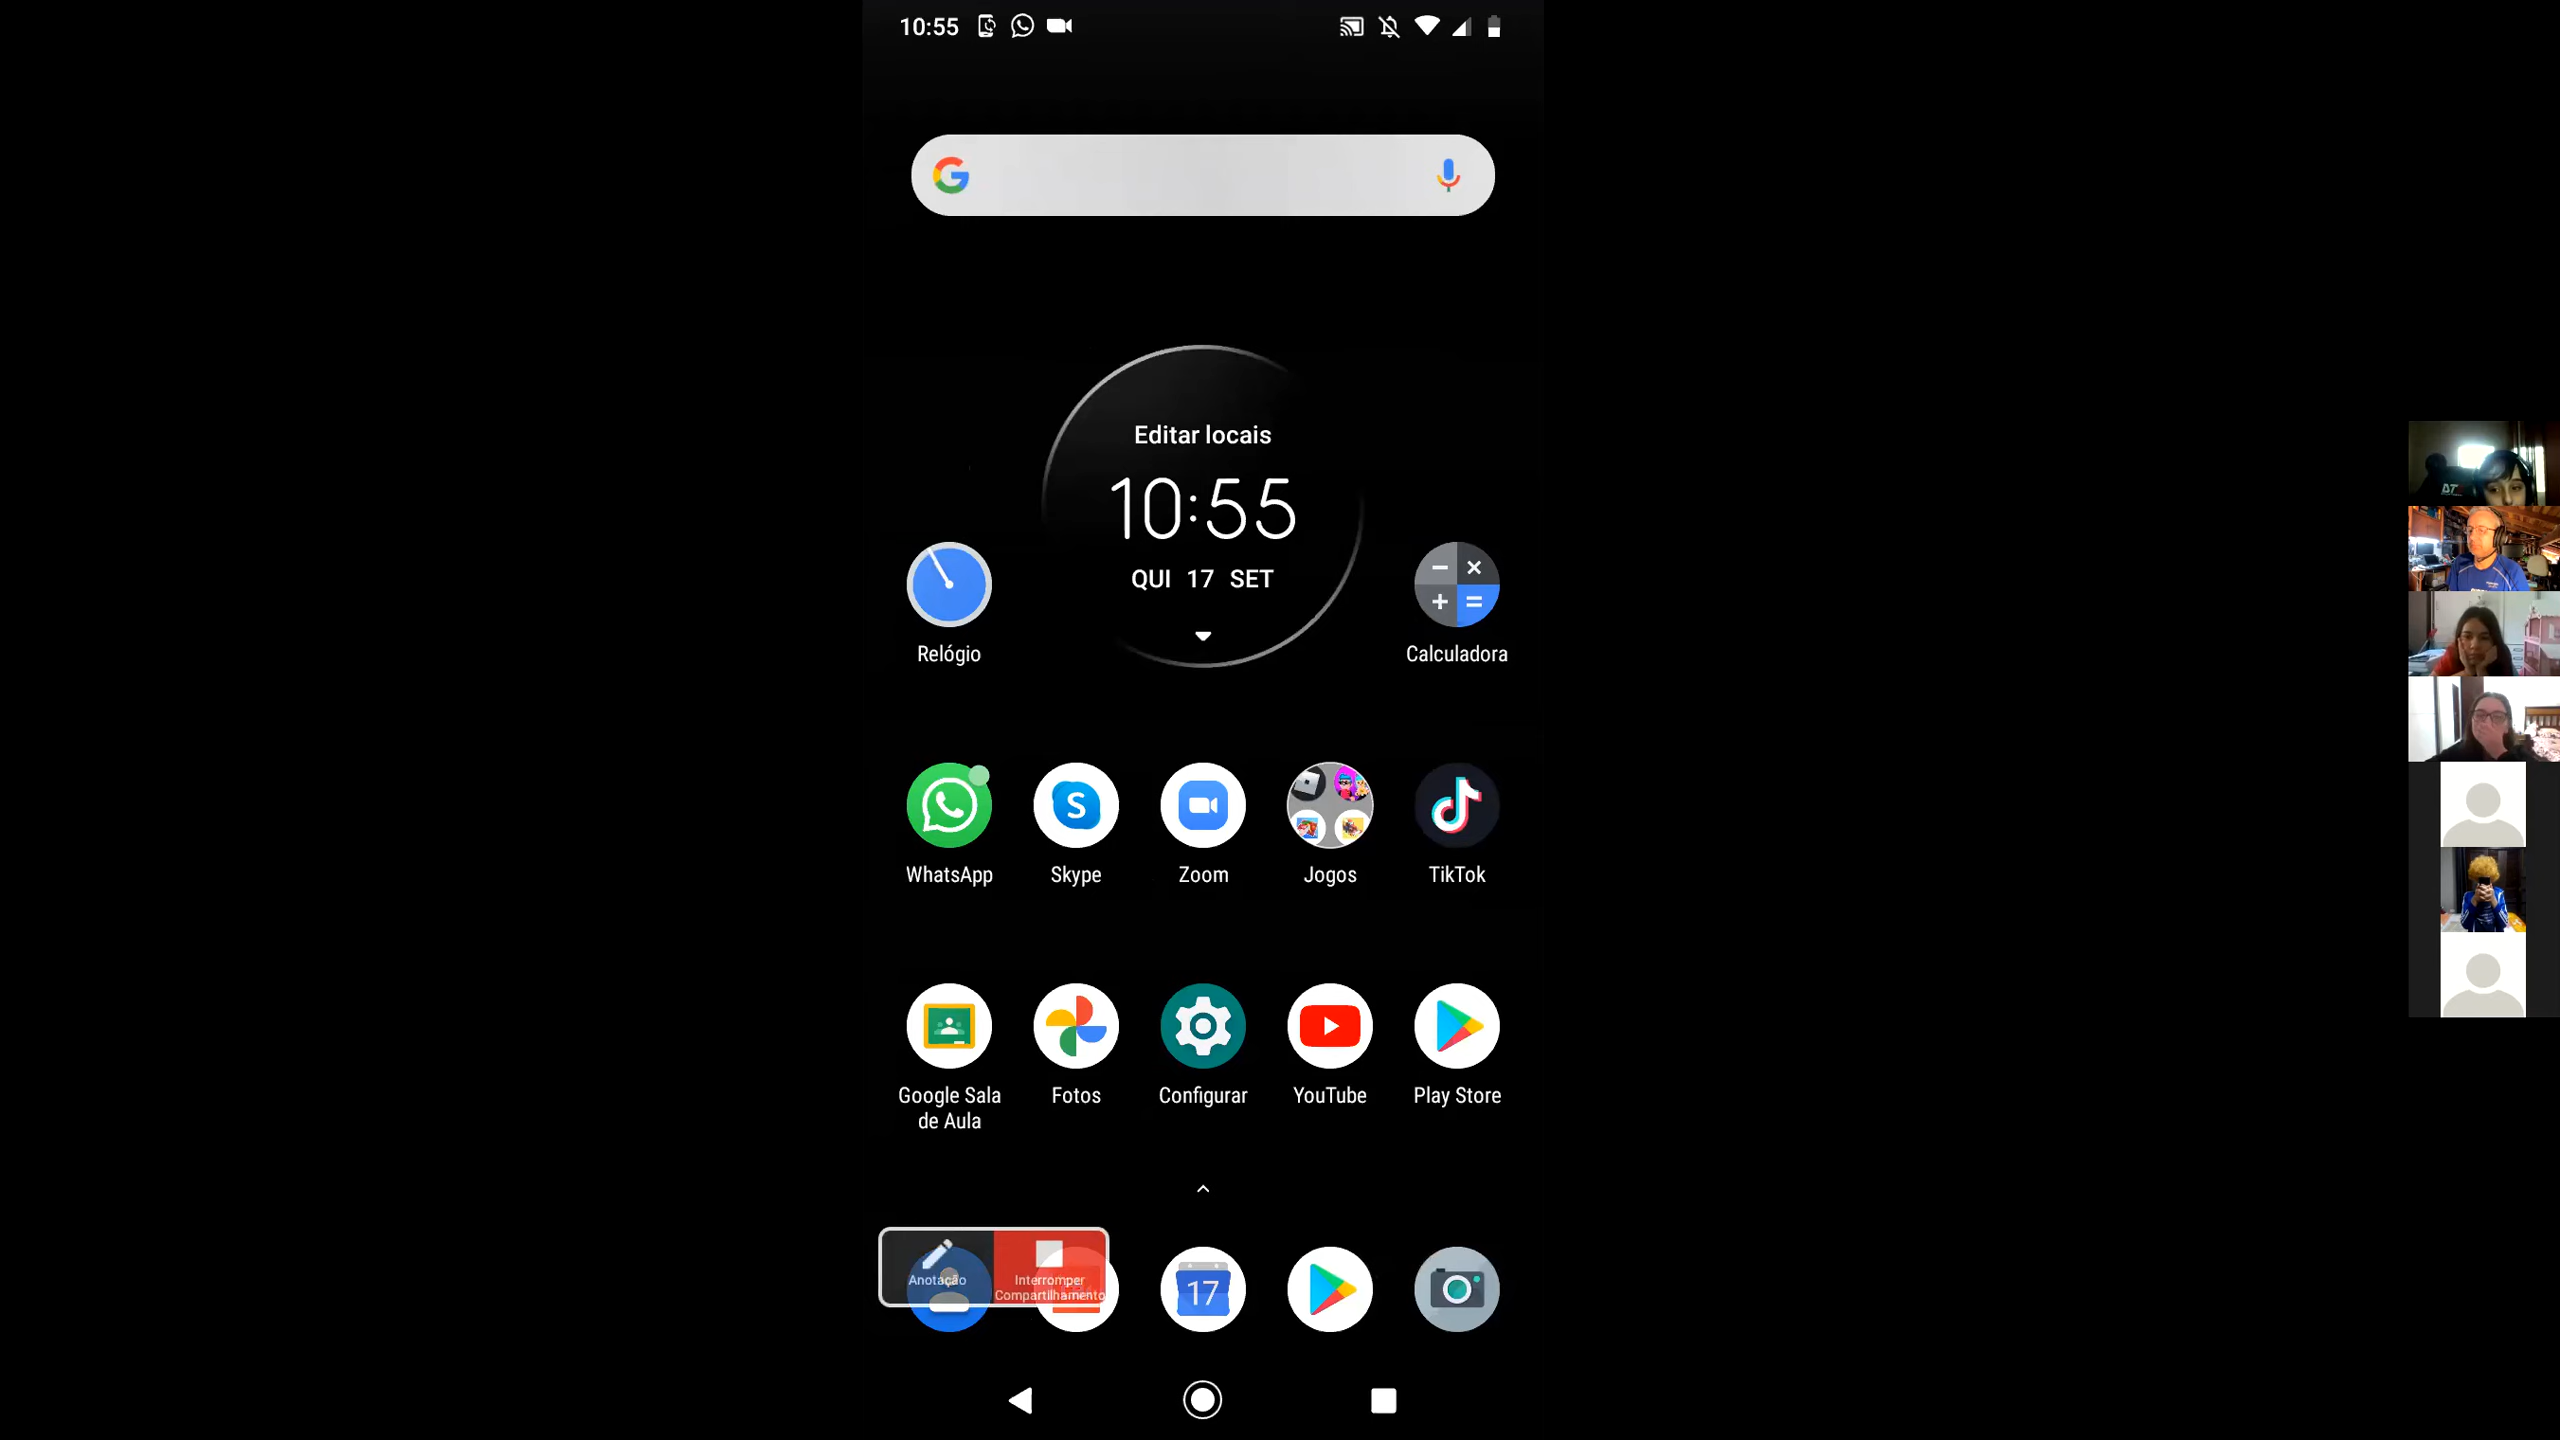 10:55
Editar locais
10:55
QUI 17 SET
Relógio
Calculadora
WhatsApp
Skype
Zoom
Jogos
TikTok
Google Sala
de Aula
Fotos
Configurar
YouTube
Play Store
Anotação
Interromper
Compartilhamento
17